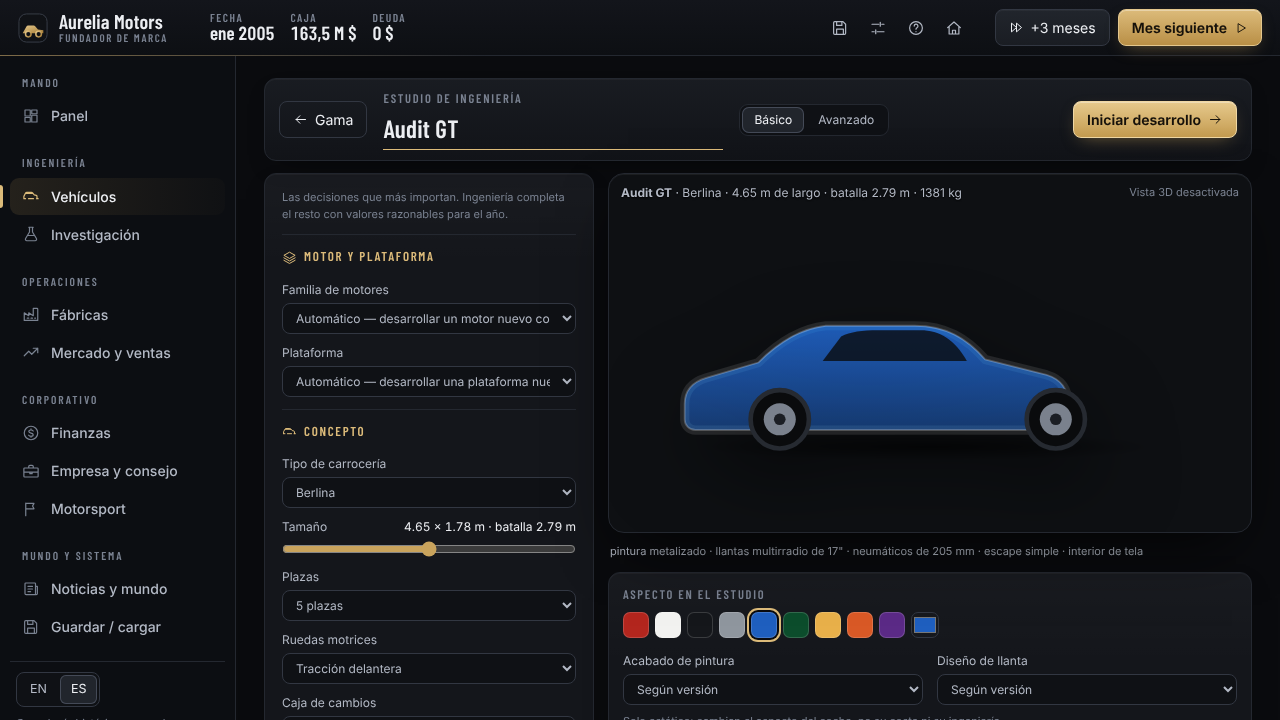 Aurelia Motors
FUNDADOR DE MARCA
FECHA
ene 2005
CAJA
163,5 M $
DEUDA
0 $
+3 meses
Mes siguiente
MANDO
Panel
INGENIERÍA
Vehículos
Investigación
OPERACIONES
Fábricas
Mercado y ventas
CORPORATIVO
Finanzas
Empresa y consejo
Motorsport
MUNDO Y SISTEMA
Noticias y mundo
Guardar / cargar
EN
ES
Gama
ESTUDIO DE INGENIERÍA
Audit GT
Básico
Avanzado
Iniciar desarrollo
Las decisiones que más importan. Ingeniería completa
el resto con valores razonables para el año.
MOTOR Y PLATAFORMA
Familia de motores
Automático — desarrollar un motor nuevo co
Plataforma
Automático — desarrollar una plataforma nue
CONCEPTO
Tipo de carrocería
Berlina
Tamaño
4.65 × 1.78 m · batalla 2.79 m
Plazas
5 plazas
Ruedas motrices
Tracción delantera
Caja de cambios
Audit GT · Berlina · 4.65 m de largo · batalla 2.79 m · 1381 kg
Vista 3D desactivada
pintura metalizado · llantas multirradio de 17" · neumáticos de 205 mm · escape simple · interior de tela
ASPECTO EN EL ESTUDIO
Acabado de pintura
Según versión
Diseño de llanta
Según versión